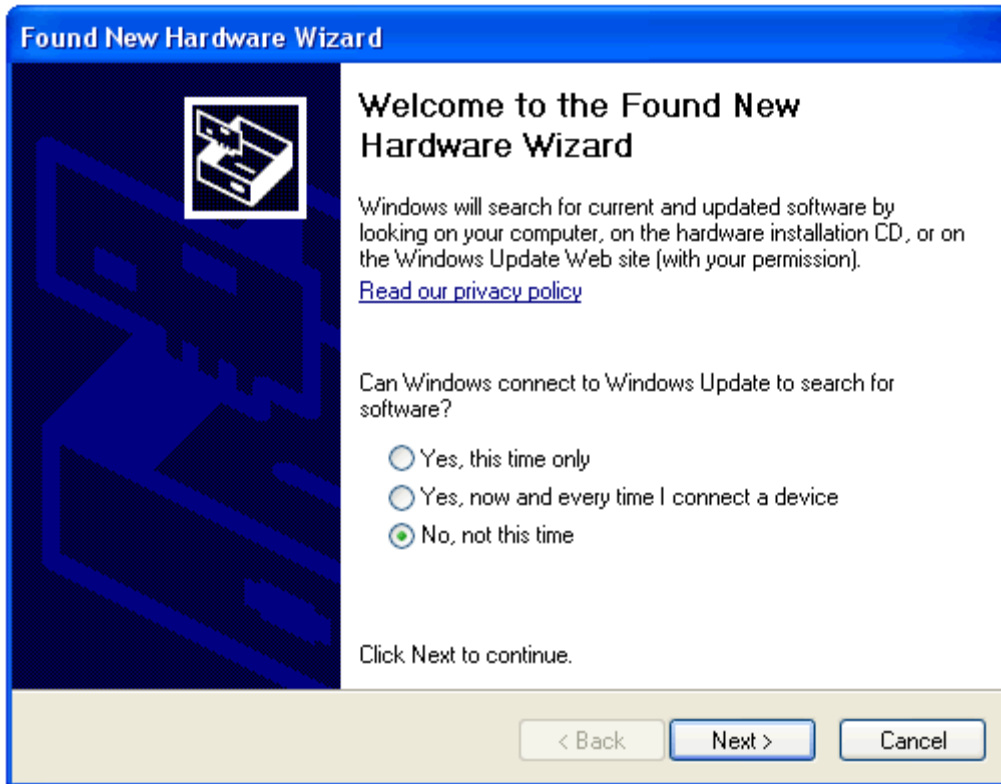 Found New Hardware Wizard
Welcome to the Found New
Hardware Wizard
Windows will search for current and updated software by
looking on your computer, on the hardware installation CD, or on
the Windows Update Web site (with your permission).
Read our privacy policy
Can Windows connect to Windows Update to search for
software?
Yes, this time only
Yes, now and every time I connect a device
No, not this time
Click Next to continue.
< Back Next > Cancel